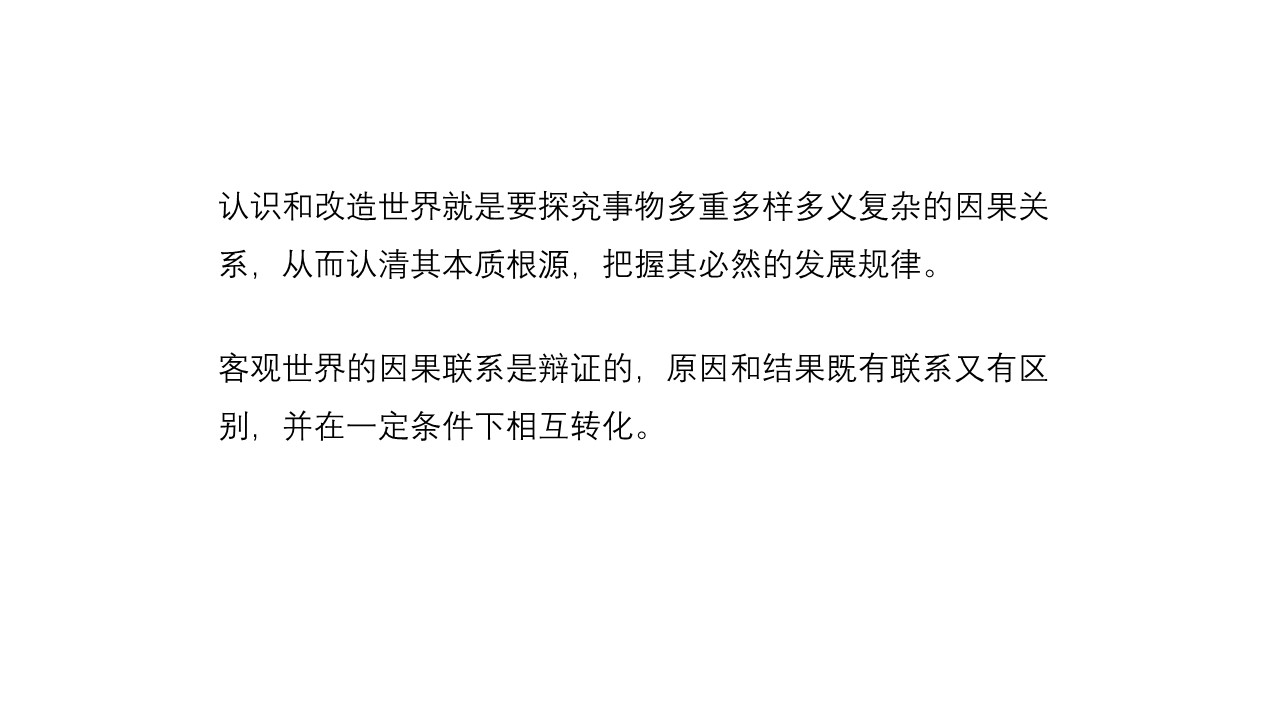 认识和改造世界就是要探究事物多重多样多义复杂的因果关
系，从而认清其本质根源，把握其必然的发展规律。
客观世界的因果联系是辩证的，原因和结果既有联系又有区
别，并在一定条件下相互转化。